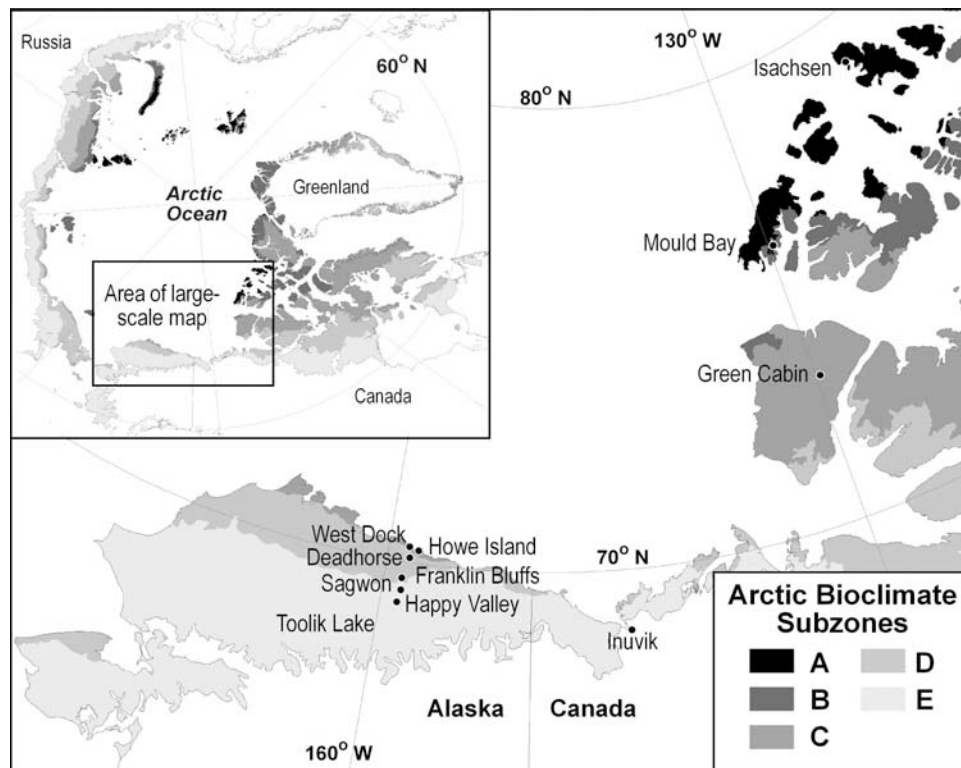 Russia
60° N
Arctic
Ocean
Greenland
Area of large-
scale map
Canada
130° W
80° N
Isachsen
Mould Bay
Green Cabin
West Dock
Howe Island
Deadhorse
Sagwon
Franklin Bluffs
Happy Valley
Toolik Lake
70° N
Inuvik
Alaska
Canada
160° W
Arctic Bioclimate
Subzones
A D
B E
C